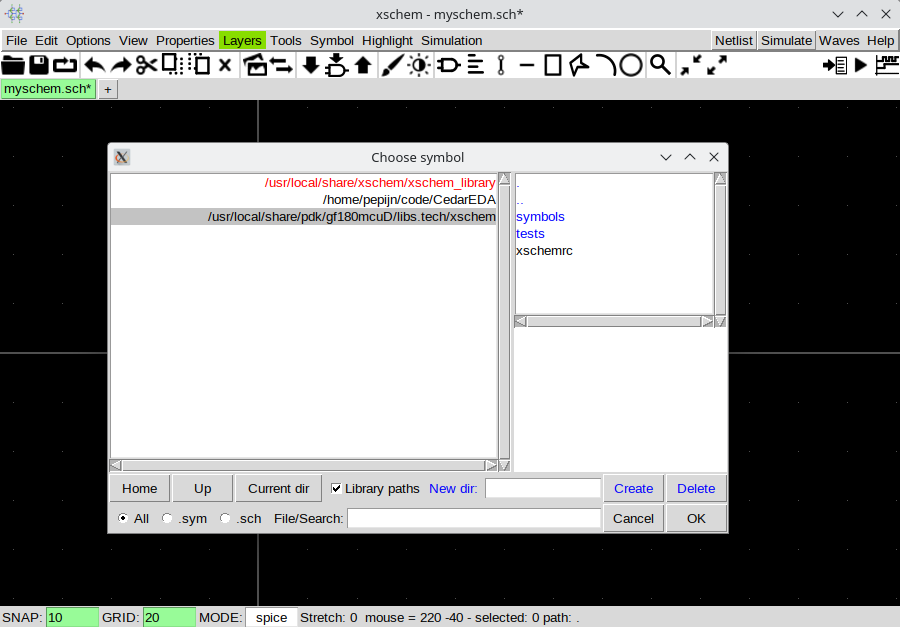 xschem - myschem.sch*
File Edit Options View Properties Layers Tools Symbol Highlight Simulation Netlist Simulate Waves Help
myschem.sch* +
Choose symbol
/usr/local/share/xschem/xschem_library
/home/pepijn/code/CedarEDA
/usr/local/share/pdk/gf180mcuD/libs.tech/xschem
.
..
symbols
tests
xschemrc
Home Up Current dir Library paths New dir: Create Delete
All .sym .sch File/Search: Cancel OK
SNAP: 10 GRID: 20 MODE: spice Stretch: 0 mouse = 220 -40 - selected: 0 path: .